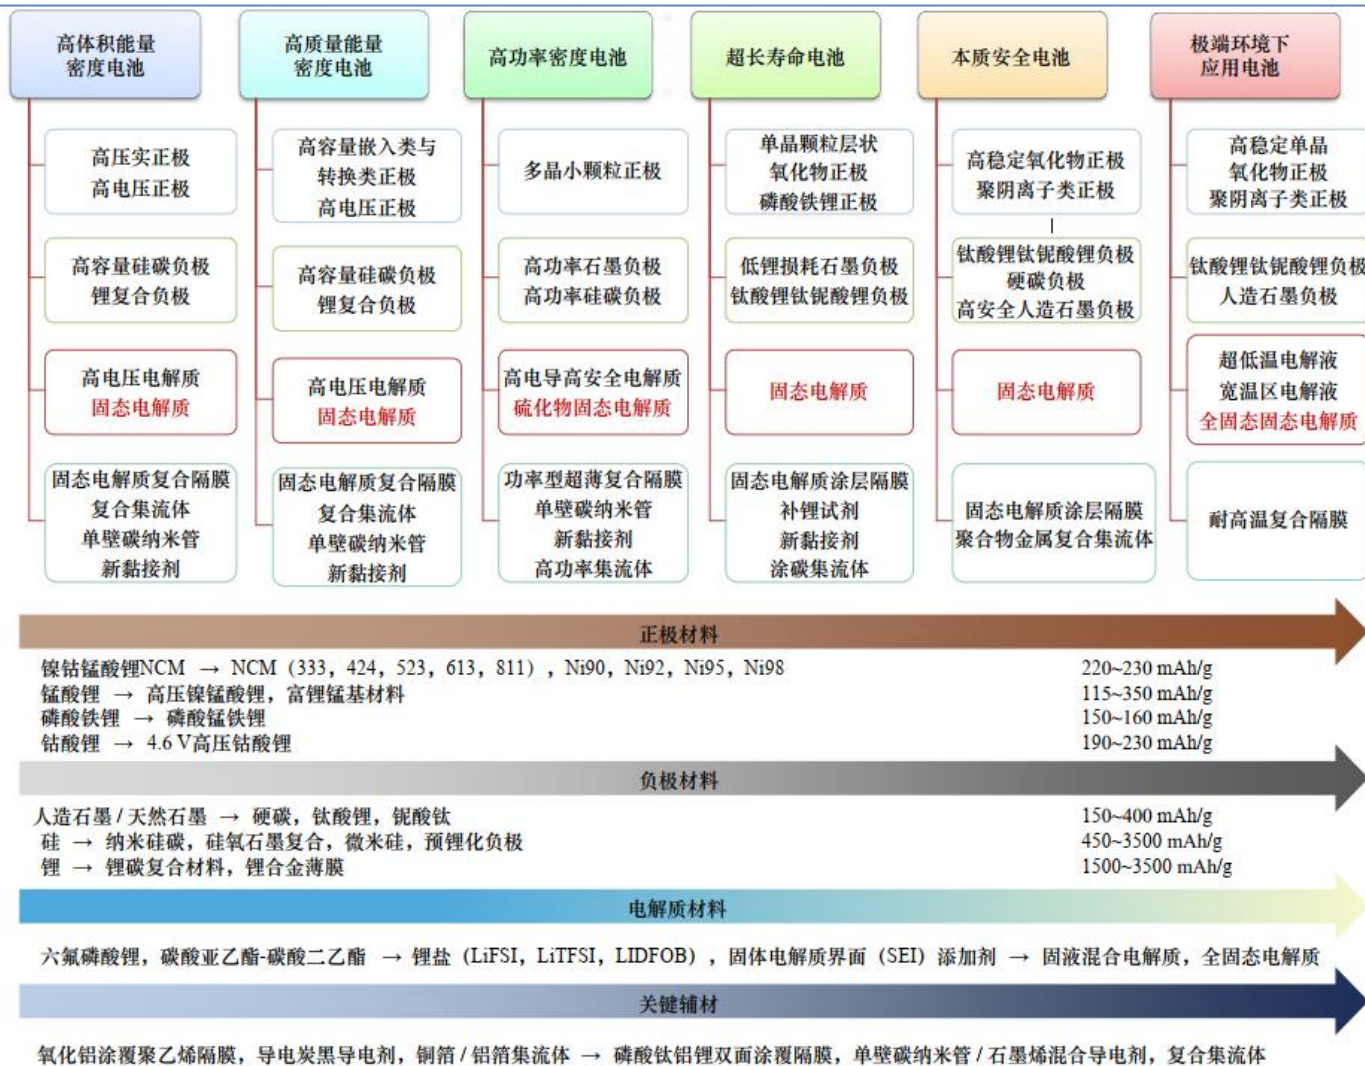 高体积能量
密度电池
高质量能量
密度电池
高功率密度电池
超长寿命电池
本质安全电池
极端环境下
应用电池
高压实正极
高电压正极
高容量嵌入类与
转换类正极
高电压正极
多晶小颗粒正极
单晶颗粒层状
氧化物正极
磷酸铁锂正极
高稳定氧化物正极
聚阴离子类正极
高稳定单晶
氧化物正极
聚阴离子类正极
高容量硅碳负极
锂复合负极
高容量硅碳负极
锂复合负极
高功率石墨负极
高功率硅碳负极
低锂损耗石墨负极
钛酸锂钛铌酸锂负极
钛酸锂钛铌酸锂负极
硬碳负极
高安全人造石墨负极
钛酸锂钛铌酸锂负极
人造石墨负极
高电压电解质
固态电解质
高电压电解质
固态电解质
高电导高安全电解质
硫化物固态电解质
固态电解质
固态电解质
超低温电解液
宽温区电解液
全固态固态电解质
固态电解质复合隔膜
复合集流体
单壁碳纳米管
新黏接剂
固态电解质复合隔膜
复合集流体
单壁碳纳米管
新黏接剂
功率型超薄复合隔膜
单壁碳纳米管
新黏接剂
高功率集流体
固态电解质涂层隔膜
补锂试剂
新黏接剂
涂碳集流体
固态电解质涂层隔膜
聚合物金属复合集流体
耐高温复合隔膜
正极材料
镍钴锰酸锂NCM → NCM（333，424，523，613，811），Ni90，Ni92，Ni95，Ni98 220~230 mAh/g
锰酸锂 → 高压镍锰酸锂，富锂锰基材料 115~350 mAh/g
磷酸铁锂 → 磷酸锰铁锂 150~160 mAh/g
钴酸锂 → 4.6 V高压钴酸锂 190~230 mAh/g
负极材料
人造石墨 / 天然石墨 → 硬碳，钛酸锂，铌酸钛 150~400 mAh/g
硅 → 纳米硅碳，硅氧石墨复合，微米硅，预锂化负极 450~3500 mAh/g
锂 → 锂碳复合材料，锂合金薄膜 1500~3500 mAh/g
电解质材料
六氟磷酸锂，碳酸亚乙酯-碳酸二乙酯 → 锂盐（LiFSI，LiTFSI，LIDFOB），固体电解质界面（SEI）添加剂 → 固液混合电解质，全固态电解质
关键辅材
氧化铝涂覆聚乙烯隔膜，导电炭黑导电剂，铜箔 / 铝箔集流体 → 磷酸钛铝锂双面涂覆隔膜，单壁碳纳米管 / 石墨烯混合导电剂，复合集流体